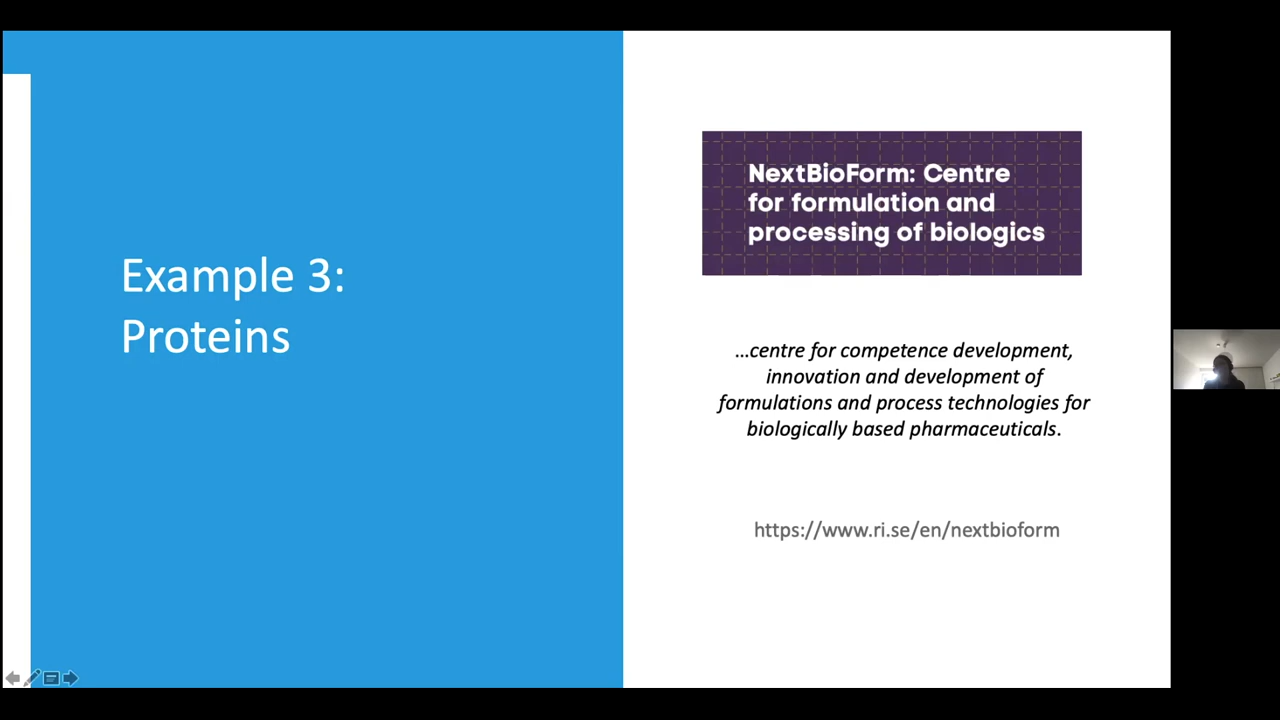 Example 3:
Proteins
NextBioForm: Centre
for formulation and
processing of biologics
…centre for competence development,
innovation and development of
formulations and process technologies for
biologically based pharmaceuticals.
https://www.ri.se/en/nextbioform